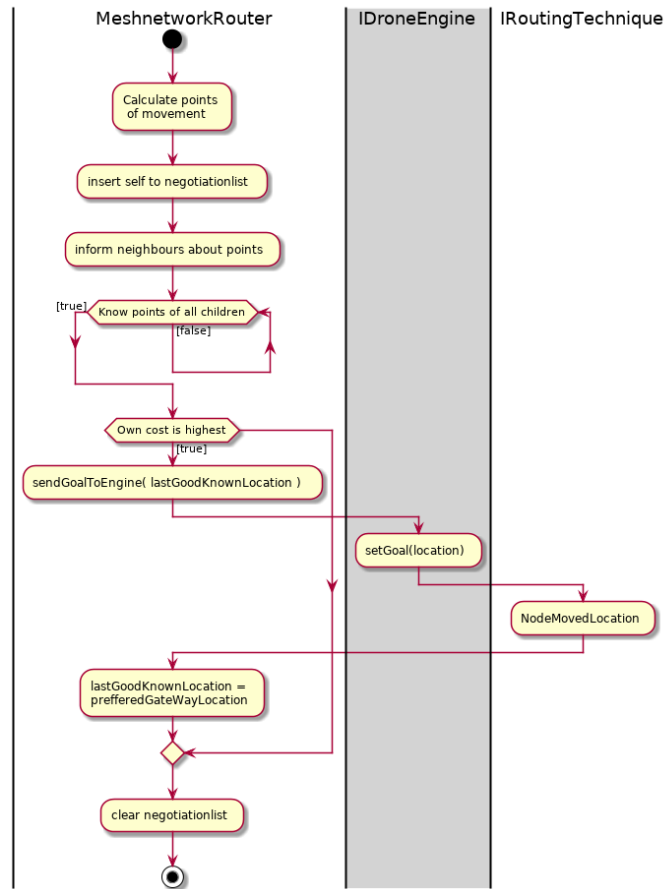 MeshnetworkRouter
IDroneEngine
IRoutingTechnique
Calculate points
of movement
insert self to negotiationlist
inform neighbours about points
[true]
Know points of all children
[false]
Own cost is highest
[true]
sendGoalToEngine( lastGoodKnownLocation )
setGoal(location)
NodeMovedLocation
lastGoodKnownLocation =
prefferedGateWayLocation
clear negotiationlist